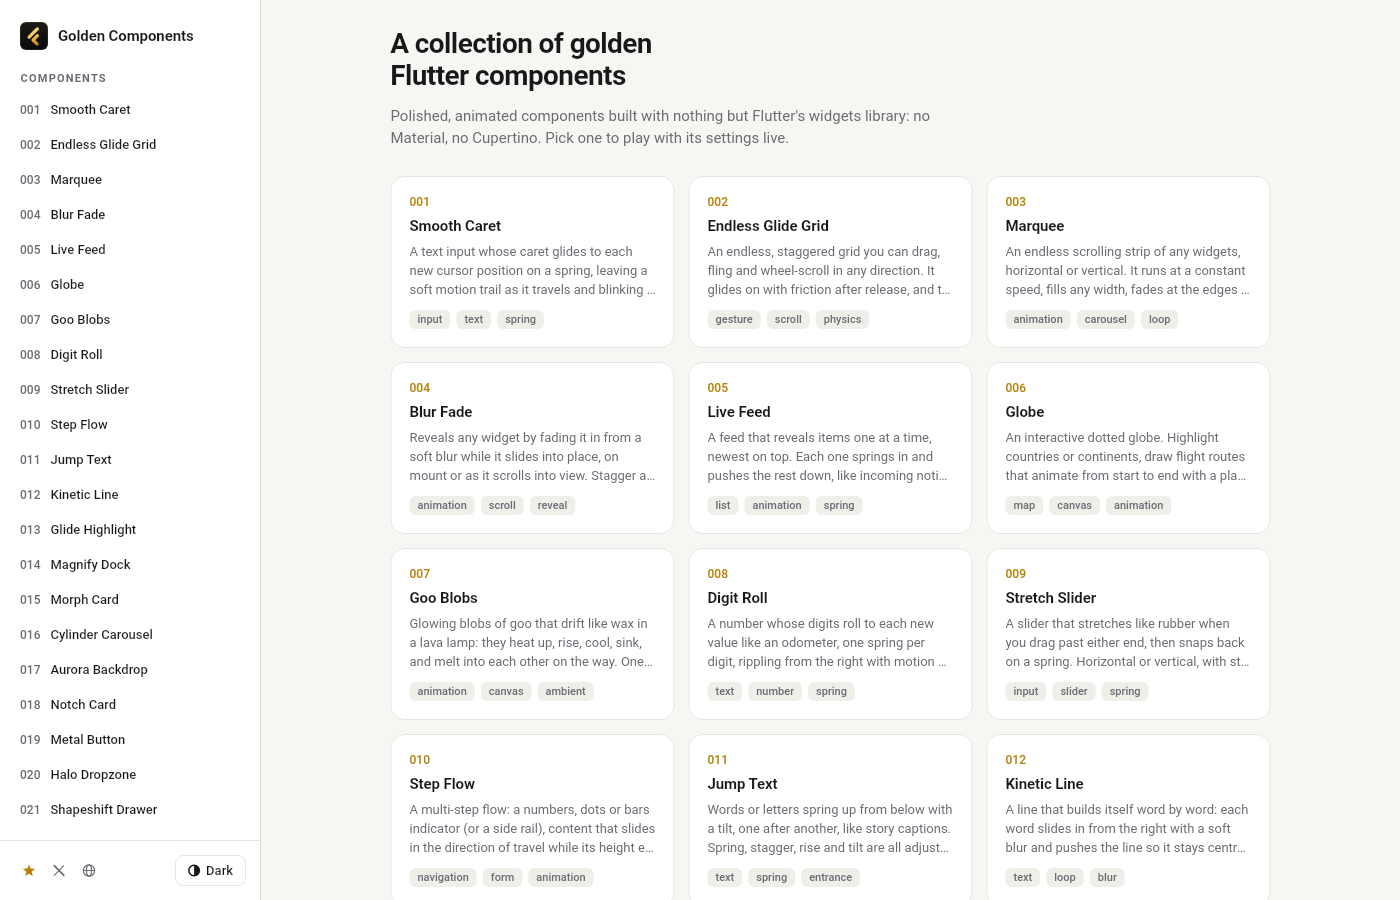 Golden Components
COMPONENTS
001 Smooth Caret
002 Endless Glide Grid
003 Marquee
004 Blur Fade
005 Live Feed
006 Globe
007 Goo Blobs
008 Digit Roll
009 Stretch Slider
010 Step Flow
011 Jump Text
012 Kinetic Line
013 Glide Highlight
014 Magnify Dock
015 Morph Card
016 Cylinder Carousel
017 Aurora Backdrop
018 Notch Card
019 Metal Button
020 Halo Dropzone
021 Shapeshift Drawer
Dark
A collection of golden
Flutter components
Polished, animated components built with nothing but Flutter's widgets library: no
Material, no Cupertino. Pick one to play with its settings live.
001
Smooth Caret
A text input whose caret glides to each
new cursor position on a spring, leaving a
soft motion trail as it travels and blinking ...
input text spring
002
Endless Glide Grid
An endless, staggered grid you can drag,
fling and wheel-scroll in any direction. It
glides on with friction after release, and t...
gesture scroll physics
003
Marquee
An endless scrolling strip of any widgets,
horizontal or vertical. It runs at a constant
speed, fills any width, fades at the edges ...
animation carousel loop
004
Blur Fade
Reveals any widget by fading it in from a
soft blur while it slides into place, on
mount or as it scrolls into view. Stagger a...
animation scroll reveal
005
Live Feed
A feed that reveals items one at a time,
newest on top. Each one springs in and
pushes the rest down, like incoming noti...
list animation spring
006
Globe
An interactive dotted globe. Highlight
countries or continents, draw flight routes
that animate from start to end with a pla...
map canvas animation
007
Goo Blobs
Glowing blobs of goo that drift like wax in
a lava lamp: they heat up, rise, cool, sink,
and melt into each other on the way. One...
animation canvas ambient
008
Digit Roll
A number whose digits roll to each new
value like an odometer, one spring per
digit, rippling from the right with motion ...
text number spring
009
Stretch Slider
A slider that stretches like rubber when
you drag past either end, then snaps back
on a spring. Horizontal or vertical, with st...
input slider spring
010
Step Flow
A multi-step flow: a numbers, dots or bars
indicator (or a side rail), content that slides
in the direction of travel while its height e...
navigation form animation
011
Jump Text
Words or letters spring up from below with
a tilt, one after another, like story captions.
Spring, stagger, rise and tilt are all adjust...
text spring entrance
012
Kinetic Line
A line that builds itself word by word: each
word slides in from the right with a soft
blur and pushes the line so it stays centr...
text loop blur